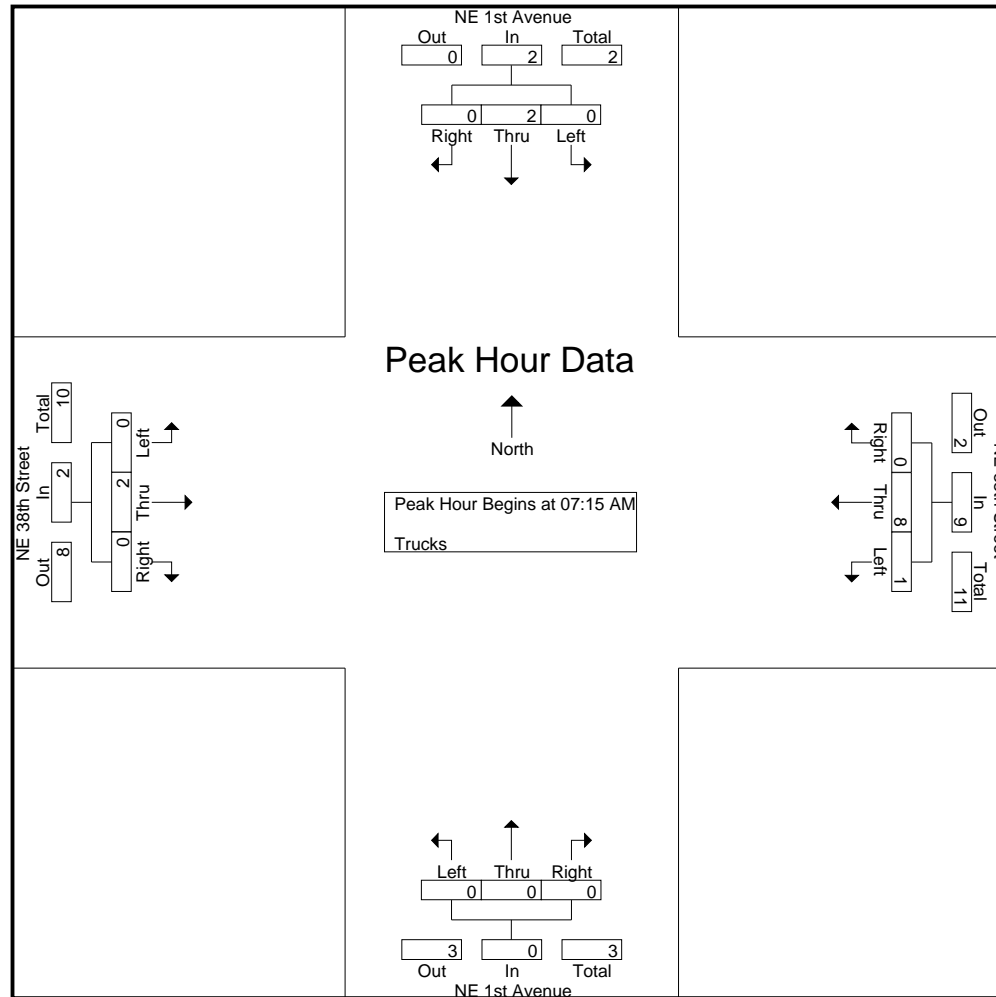 NE 1st Avenue
Out In Total
0 2 2
0 2 0
Right Thru Left
Peak Hour Data
North
Peak Hour Begins at 07:15 AM
Trucks
NE 38th Street
Total In Out
10 2 8
0 2 0
Left Thru Right
Right Thru Left
0 8 1
Out In Total
2 9 11
Left Thru Right
0 0 0
3 0 3
Out In Total
NE 1st Avenue